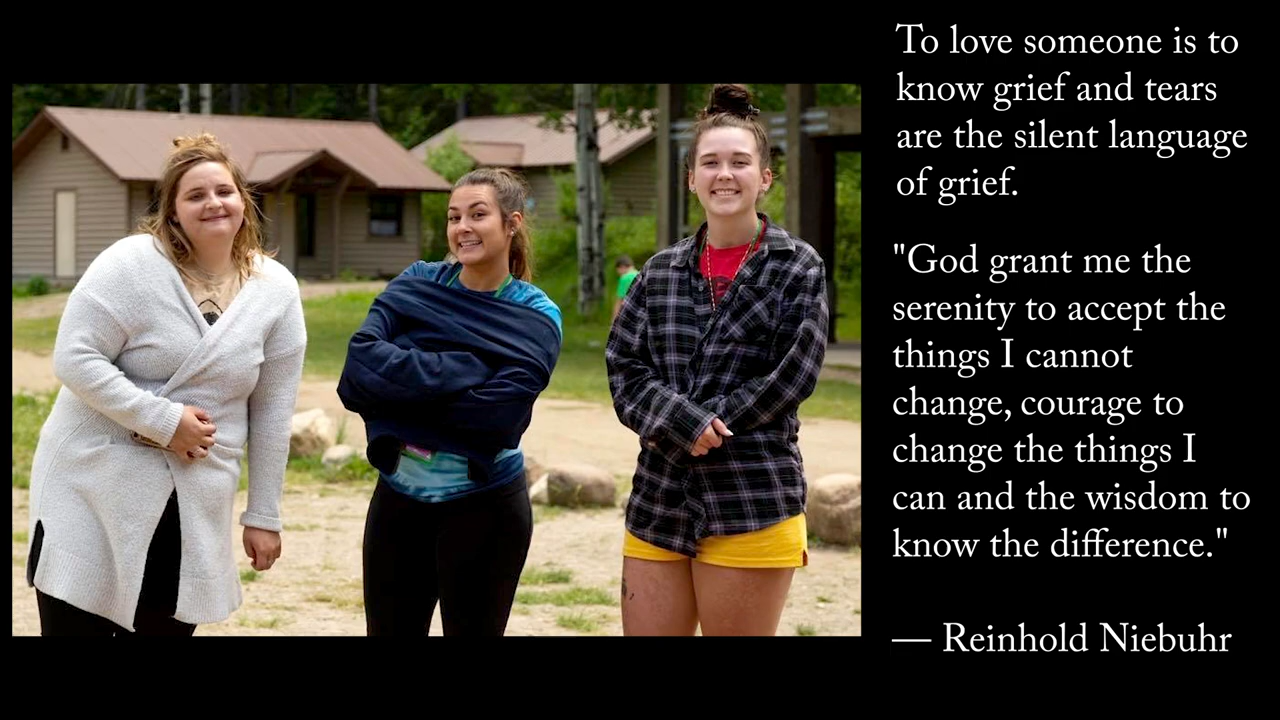 To love someone is to
know grief and tears
are the silent language
of grief.
"God grant me the
serenity to accept the
things I cannot
change, courage to
change the things I
can and the wisdom to
know the difference."
— Reinhold Niebuhr